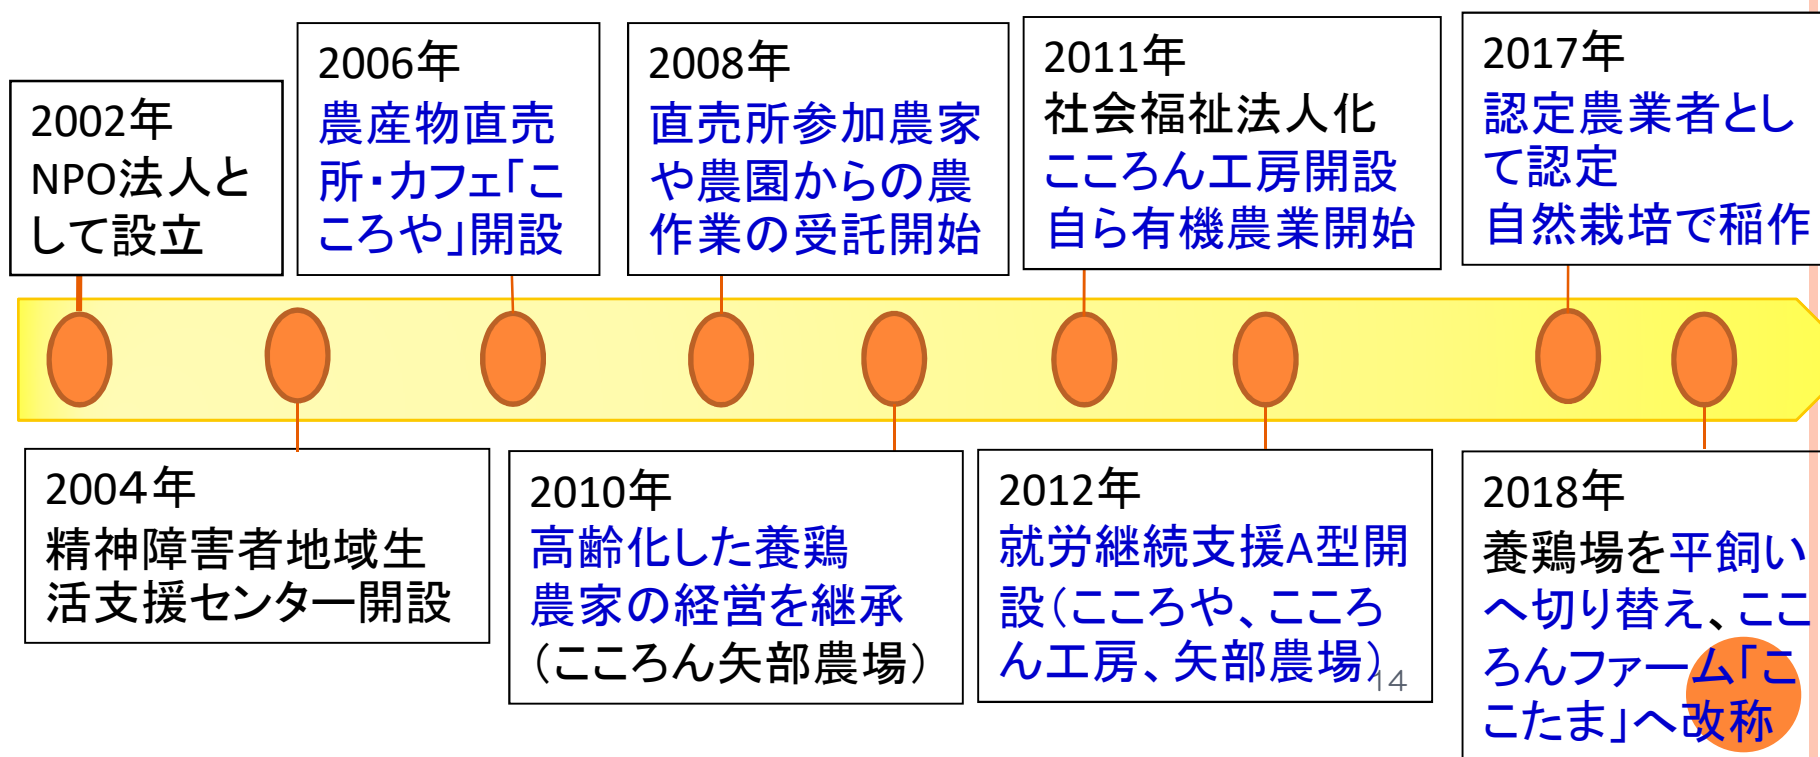 2002年
NPO法人と
して設立
2006年
農産物直売
所・カフェ「こ
ころや」開設
2008年
直売所参加農家
や農園からの農
作業の受託開始
2011年
社会福祉法人化
こころん工房開設
自ら有機農業開始
2017年
認定農業者とし
て認定
自然栽培で稲作
2004年
精神障害者地域生
活支援センター開設
2010年
高齢化した養鶏
農家の経営を継承
（こころん矢部農場）
2012年
就労継続支援A型開
設（こころや、こころ
ん工房、矢部農場）
14
2018年
養鶏場を平飼い
へ切り替え、ここ
ろんファーム「こ
こたま」へ改称